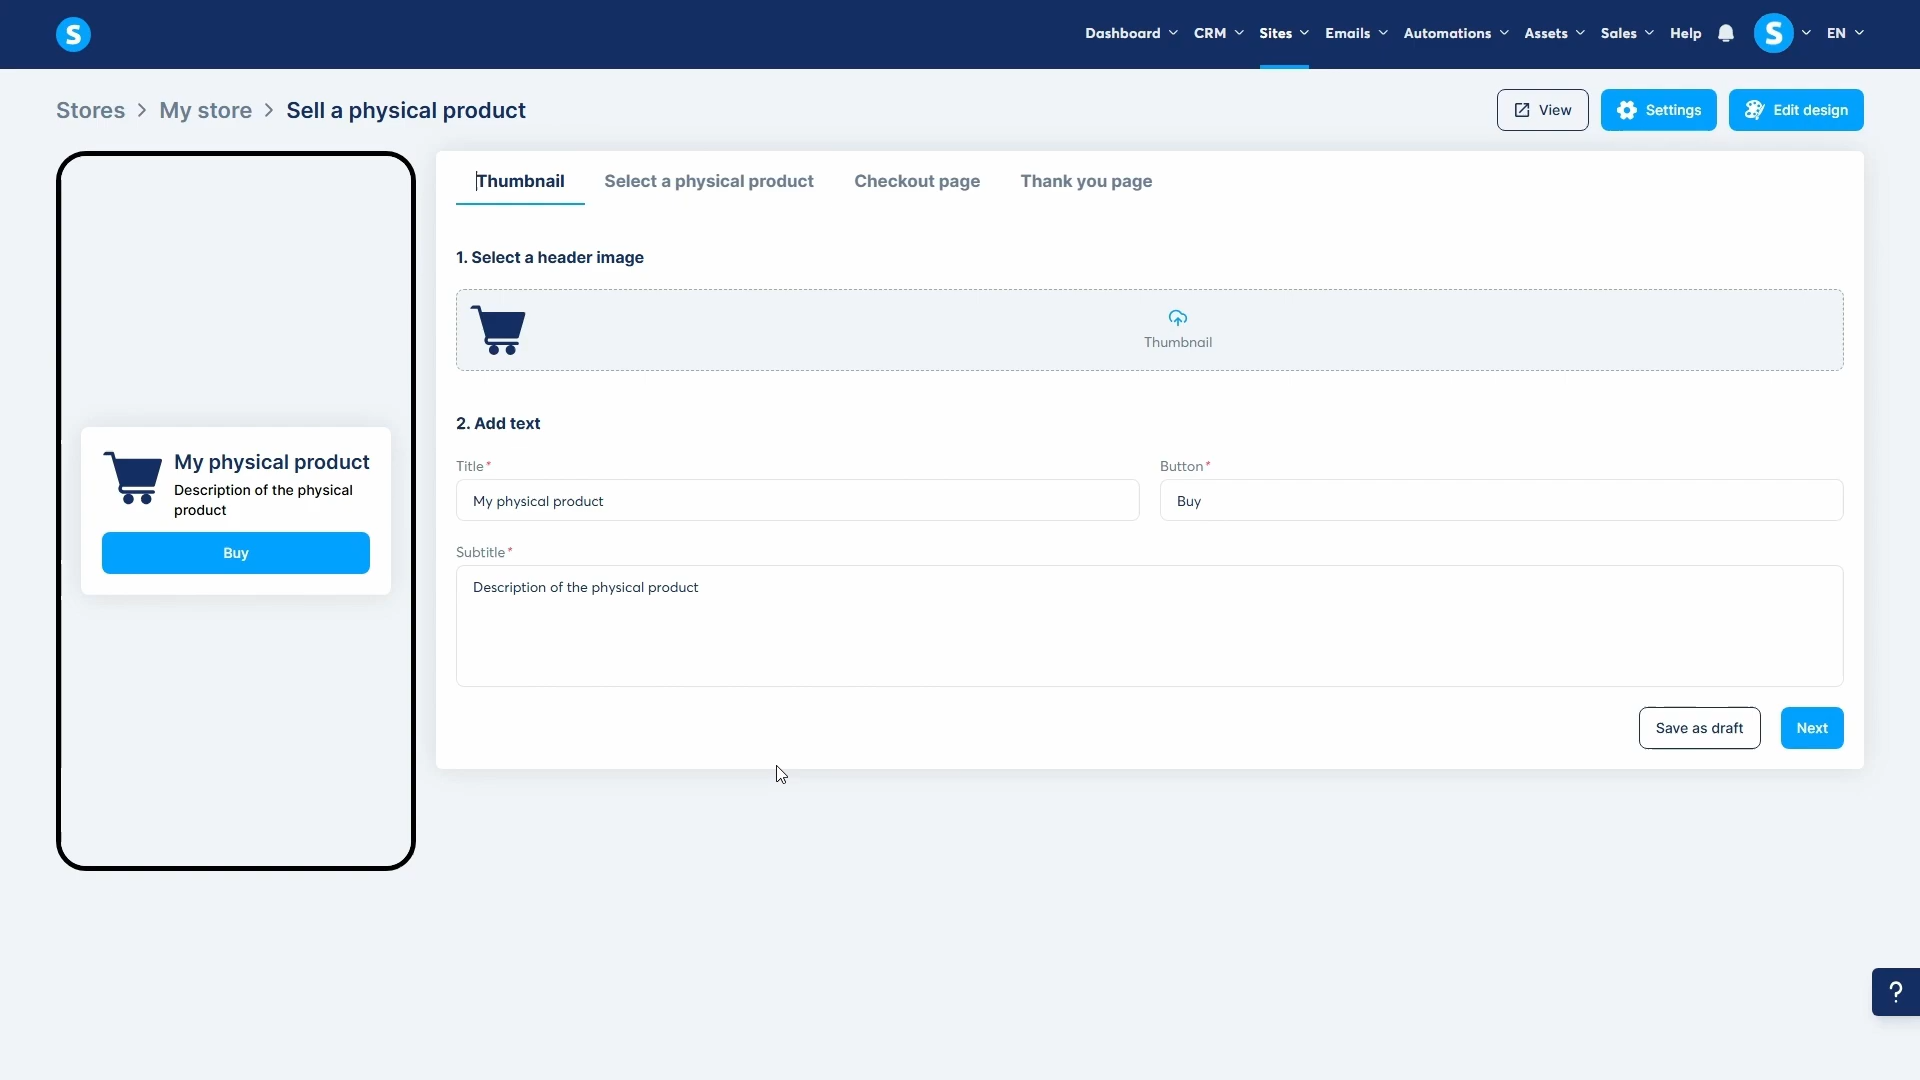 S
Dashboard CRM Sites Emails Automations Assets Sales Help S EN
Stores > My store > Sell a physical product
View Settings Edit design
Thumbnail Select a physical product Checkout page Thank you page
1. Select a header image
Thumbnail
2. Add text
Title* Button*
My physical product Buy
Subtitle*
Description of the physical product
Save as draft Next
My physical product
Description of the physical
product
Buy
?